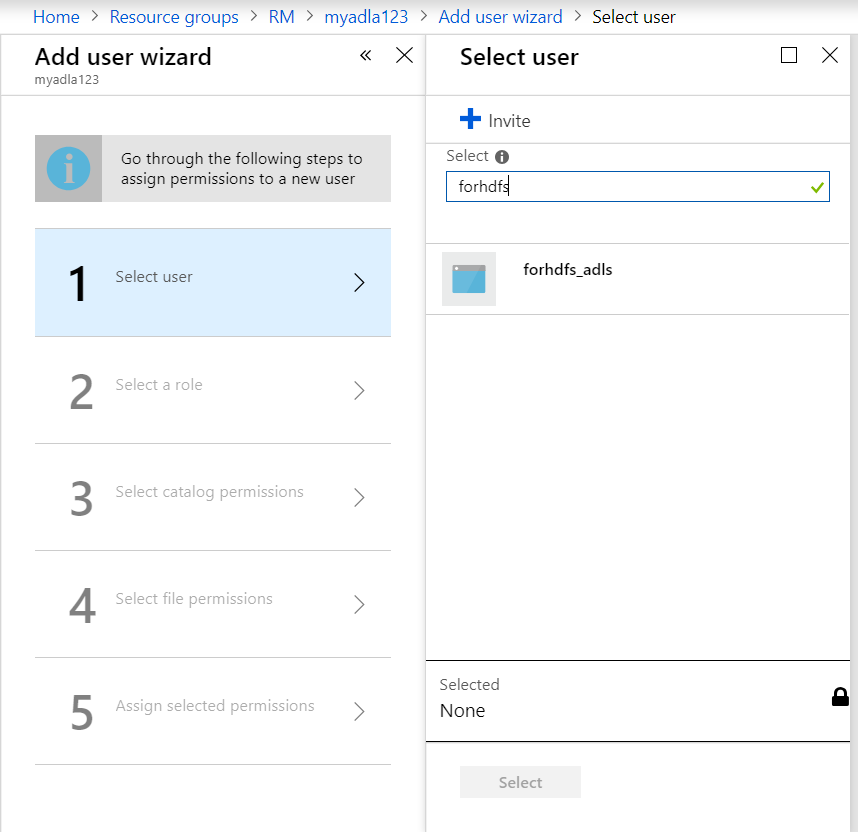 Home > Resource groups > RM > myadla123 > Add user wizard > Select user
Add user wizard
myadla123
Go through the following steps to
assign permissions to a new user
1 Select user
2 Select a role
3 Select catalog permissions
4 Select file permissions
5 Assign selected permissions
Select user
Invite
Select
forhdfs
forhdfs_adls
Selected
None
Select